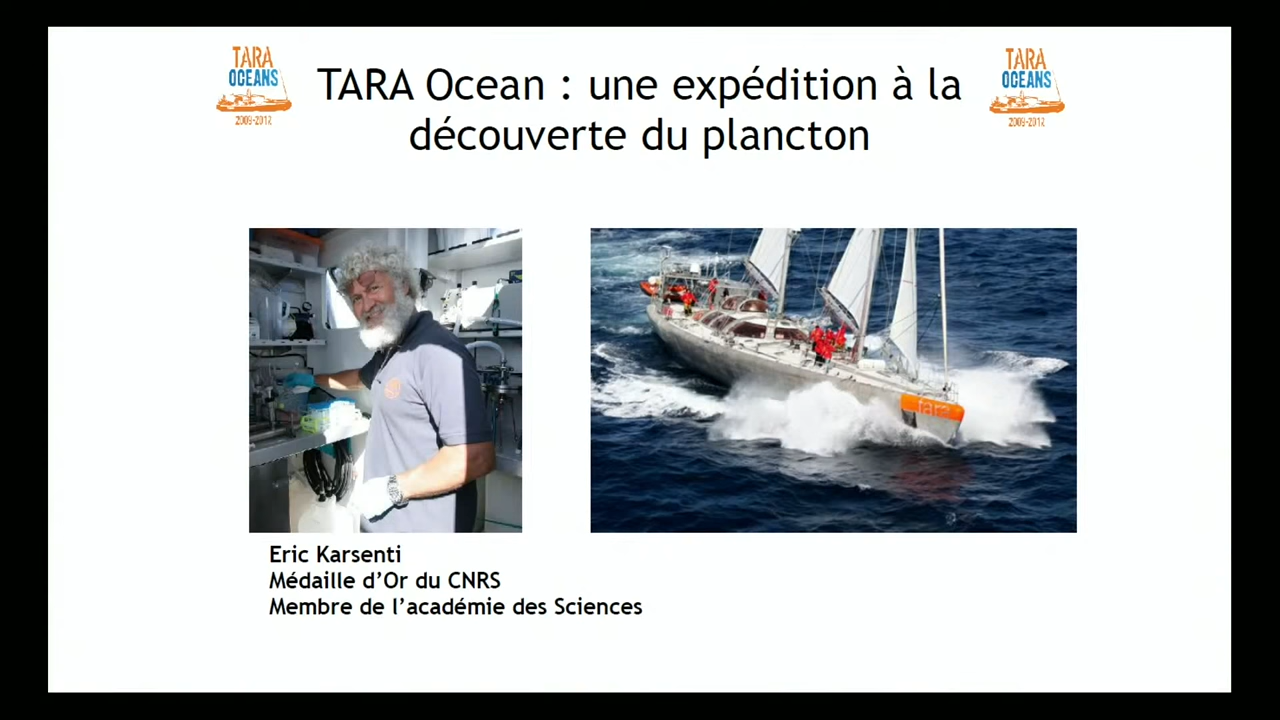 TARA
OCEANS
2009-2012
TARA Ocean : une expédition à la
découverte du plancton
TARA
OCEANS
2009-2012
tara
Eric Karsenti
Médaille d'Or du CNRS
Membre de l'académie des Sciences